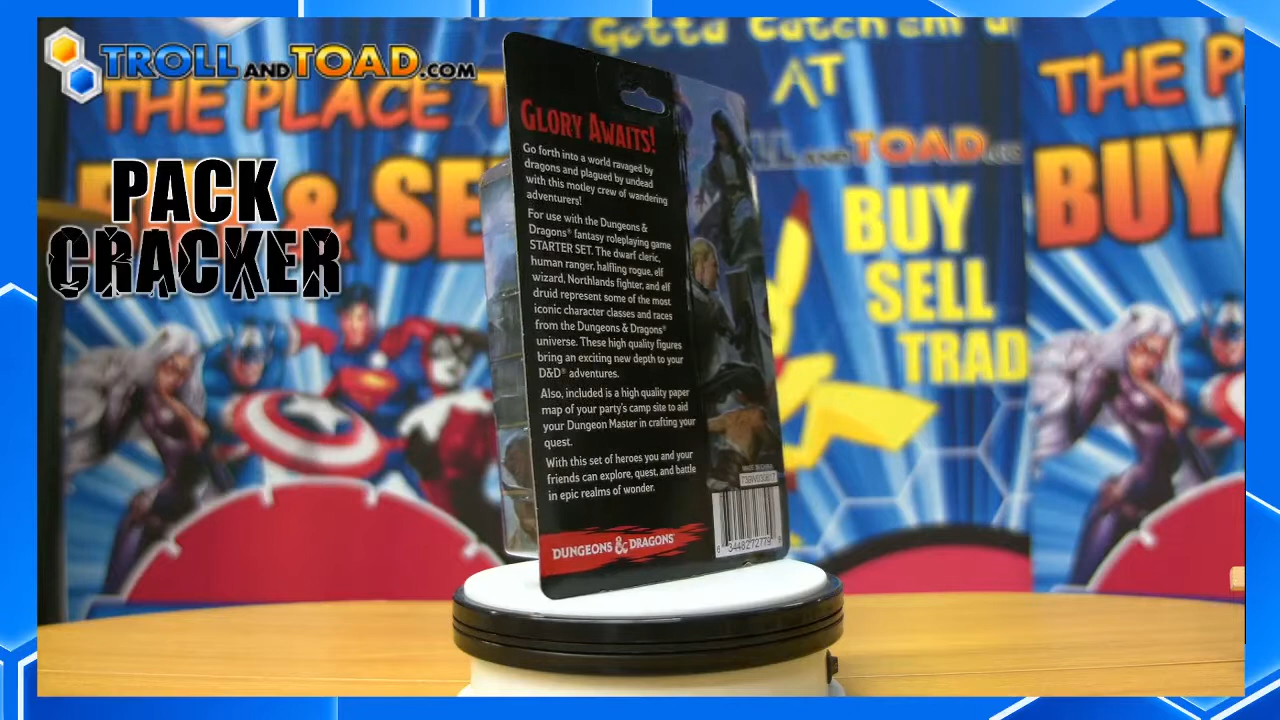 TROLL AND TOAD.COM
PACK
CRACKER
THE PLACE T
& SE
Gotta Catch em
AT
AND TOAD
BUY
SELL
TRAD
THE P
BUY
GLORY AWAITS!
Go forth into a world ravaged by
dragons and plagued by undead
with this motley crew of wandering
adventurers!
For use with the Dungeons &
Dragons® fantasy roleplaying game
STARTER SET. The dwarf cleric,
human ranger, halfling rogue, elf
wizard, Northlands fighter, and elf
druid represent some of the most
iconic character classes and races
from the Dungeons & Dragons®
universe. These high quality figures
bring an exciting new depth to your
D&D® adventures.
Also, included is a high quality paper
map of your party's camp site to aid
your Dungeon Master in crafting your
quest.
With this set of heroes you and your
friends can explore, quest, and battle
in epic realms of wonder.
DUNGEONS & DRAGONS
MADE IN CHINA